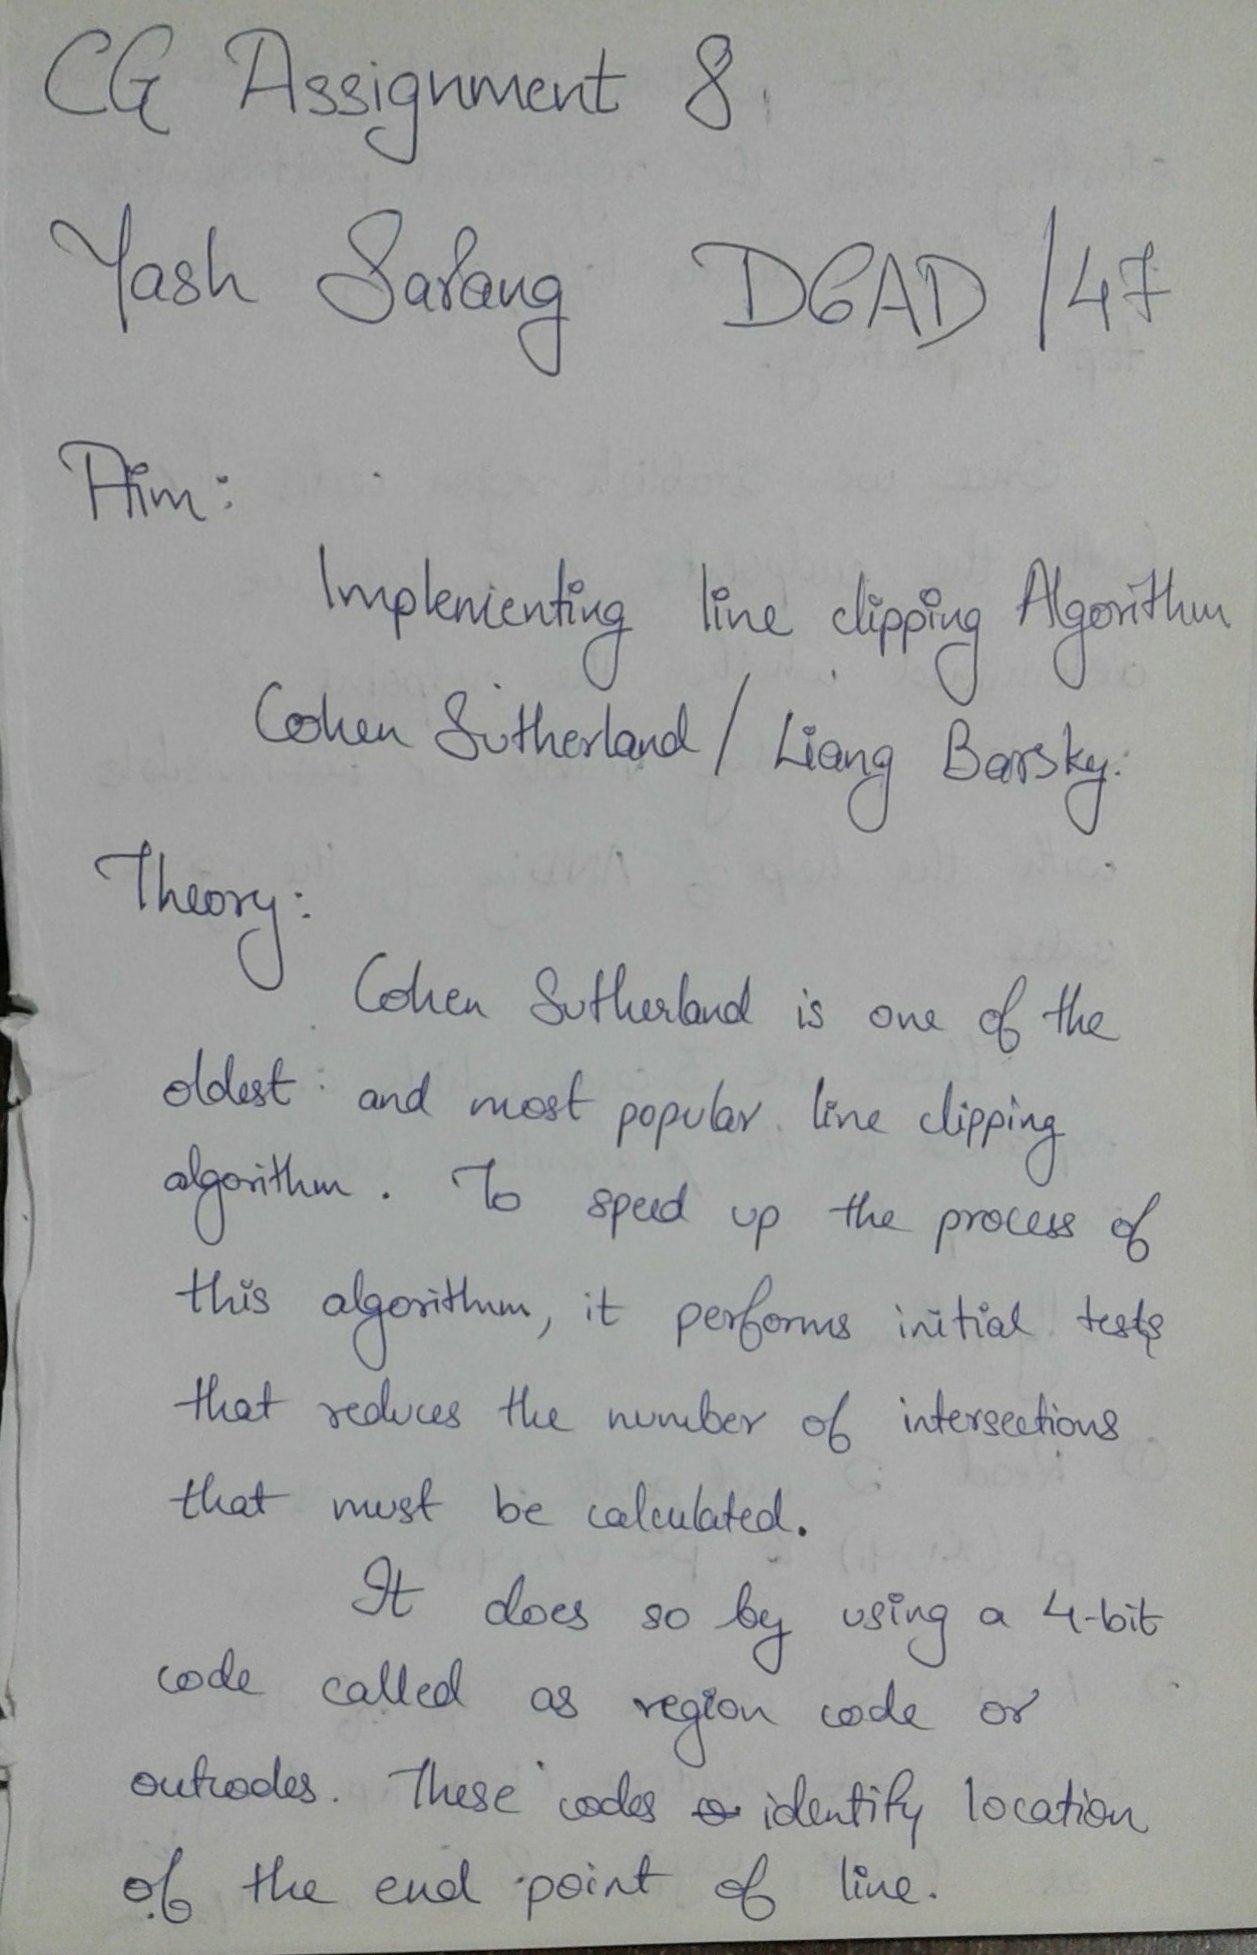 CG Assignment 8.
Yash Sarang D6AD /47
Aim:
Implementing line clipping Algorithm
Cohen Sutherland / Liang Barsky.
Theory:
Cohen Sutherland is one of the
oldest and most popular line clipping
algorithm. To speed up the process of
this algorithm, it performs initial tests
that reduces the number of intersections
that must be calculated.
It does so by using a 4-bit
code called as region code or
outcodes. These codes identify location
of the end point of line.